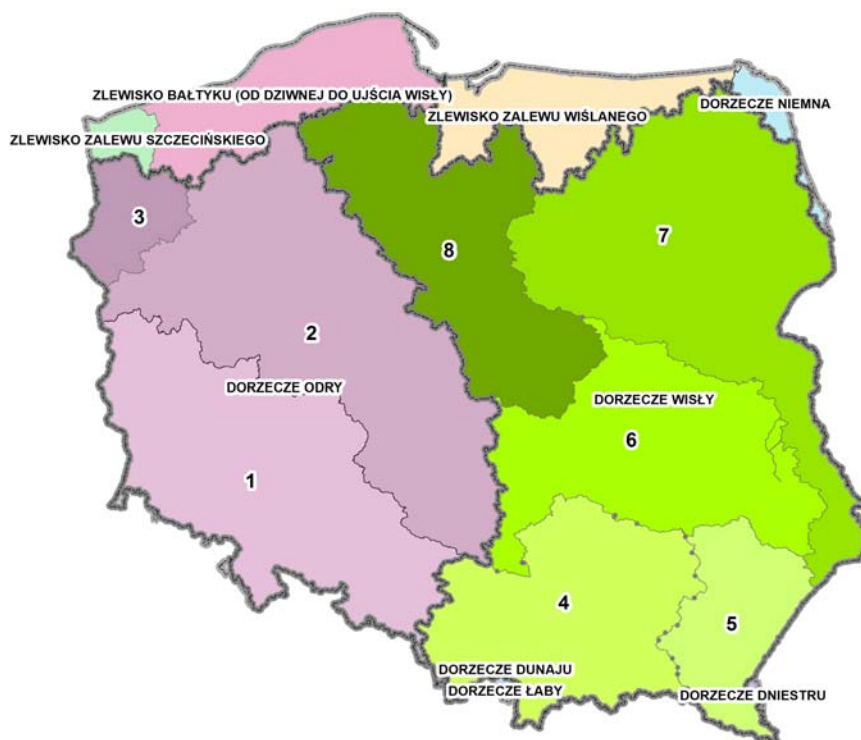 ZLEWISKO BAŁTYKU (OD DZIWNEJ DO UJŚCIA WISŁY)
DORZECZE NIEMNA
ZLEWISKO ZALEWU WIŚLANEGO
ZLEWISKO ZALEWU SZCZECIŃSKIEGO
3
7
8
2
DORZECZE ODRY
DORZECZE WISŁY
6
1
4
5
DORZECZE DUNAJU
DORZECZE ŁABY
DORZECZE DNIESTRU